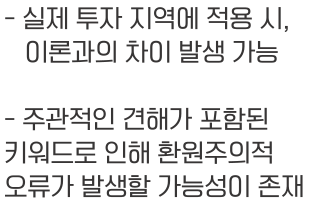 - 실제 투자 지역에 적용 시,
이론과의 차이 발생 가능
- 주관적인 견해가 포함된
키워드로 인해 환원주의적
오류가 발생할 가능성이 존재